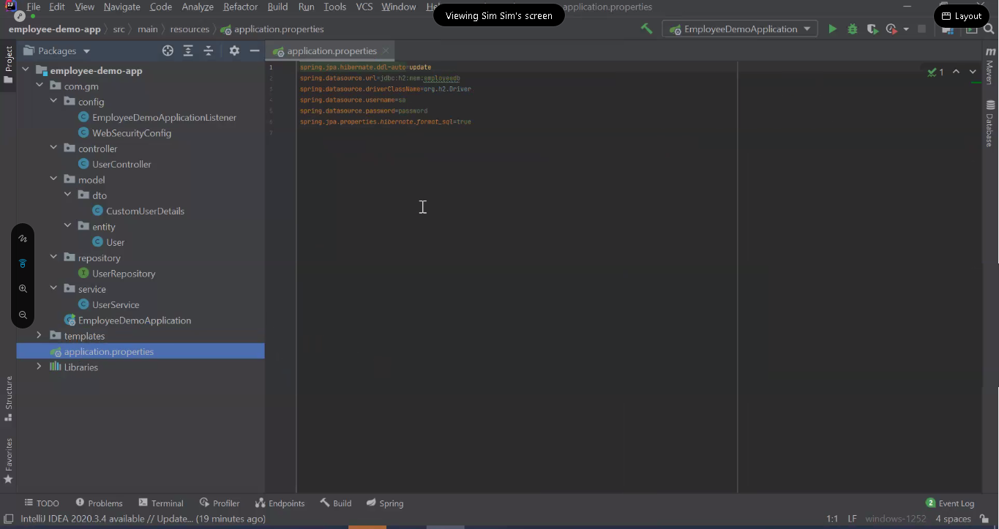 File Edit View Navigate Code Analyze Refactor Build Run Tools VCS Window He application.properties
Viewing Sim Sim's screen
Layout
employee-demo-app src main resources application.properties
EmployeeDemoApplication
Project
Packages
application.properties
employee-demo-app
com.gm
config
EmployeeDemoApplicationListener
WebSecurityConfig
controller
UserController
model
dto
CustomUserDetails
entity
User
repository
UserRepository
service
UserService
EmployeeDemoApplication
templates
application.properties
Libraries
1 spring.jpa.hibernate.ddl-auto=update
2 spring.datasource.url=jdbc:h2:mem:employeedb
3 spring.datasource.driverClassName=org.h2.Driver
4 spring.datasource.username=sa
5 spring.datasource.password=password
6 spring.jpa.properties.hibernate.format_sql=true
7
1
Maven
Database
Structure
Favorites
TODO Problems Terminal Profiler Endpoints Build Spring
2 Event Log
IntelliJ IDEA 2020.3.4 available // Update... (19 minutes ago)
1:1 LF windows-1252 4 spaces